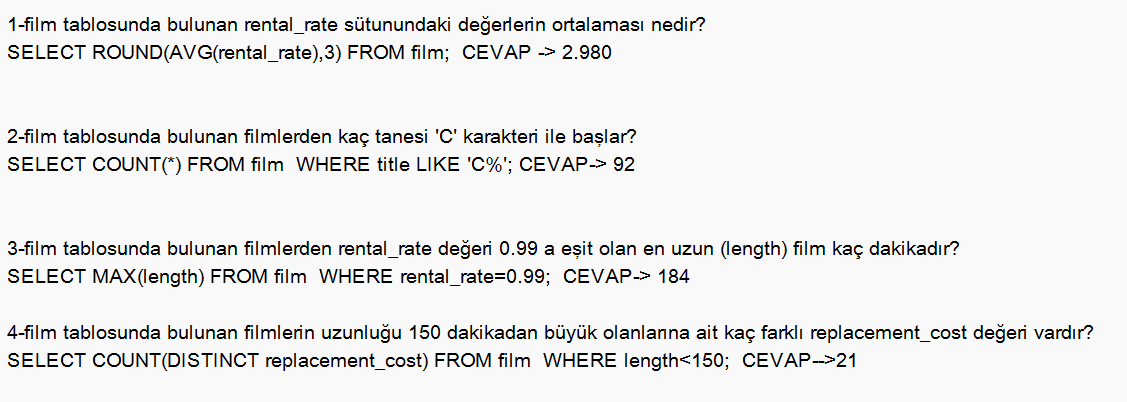 1-film tablosunda bulunan rental_rate sütunundaki değerlerin ortalaması nedir?
SELECT ROUND(AVG(rental_rate),3) FROM film;  CEVAP -> 2.980
2-film tablosunda bulunan filmlerden kaç tanesi 'C' karakteri ile başlar?
SELECT COUNT(*) FROM film  WHERE title LIKE 'C%'; CEVAP-> 92
3-film tablosunda bulunan filmlerden rental_rate değeri 0.99 a eşit olan en uzun (length) film kaç dakikadır?
SELECT MAX(length) FROM film  WHERE rental_rate=0.99;  CEVAP-> 184
4-film tablosunda bulunan filmlerin uzunluğu 150 dakikadan büyük olanlarına ait kaç farklı replacement_cost değeri vardır?
SELECT COUNT(DISTINCT replacement_cost) FROM film  WHERE length<150;  CEVAP-->21